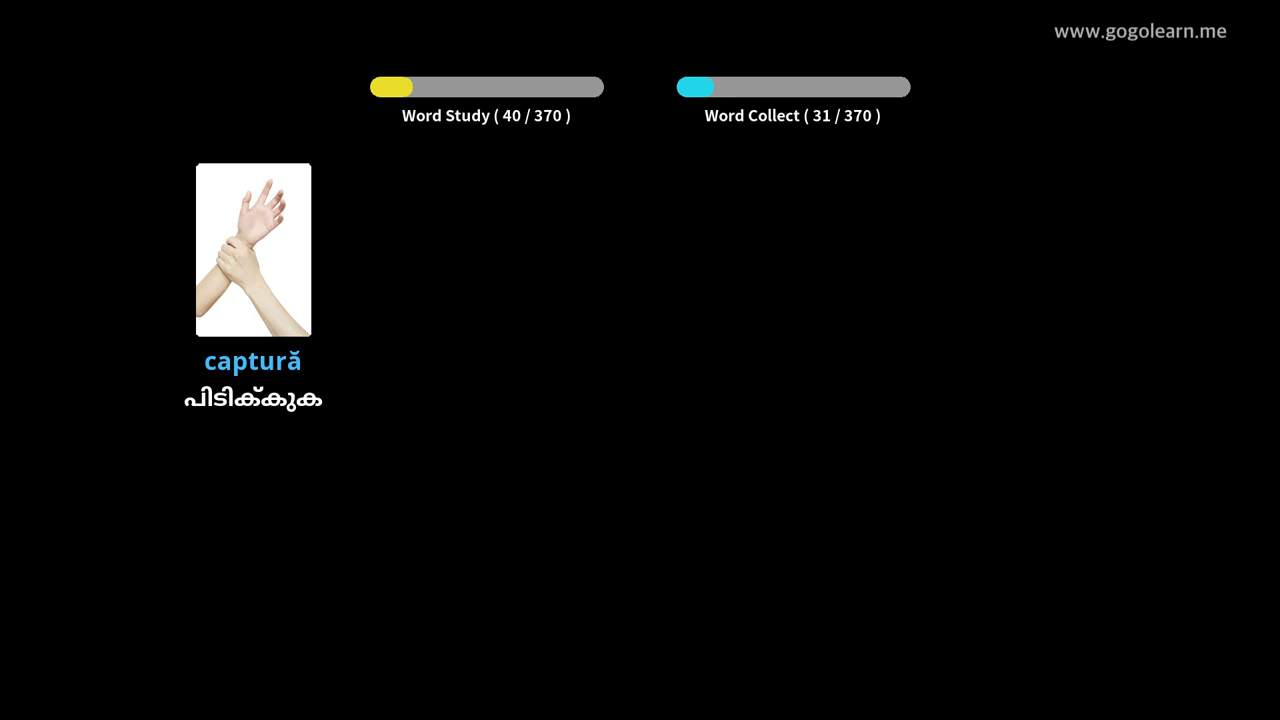 www.gogolearn.me
Word Study ( 40 / 370 )
Word Collect ( 31 / 370 )
captură
പിടിക്കുക